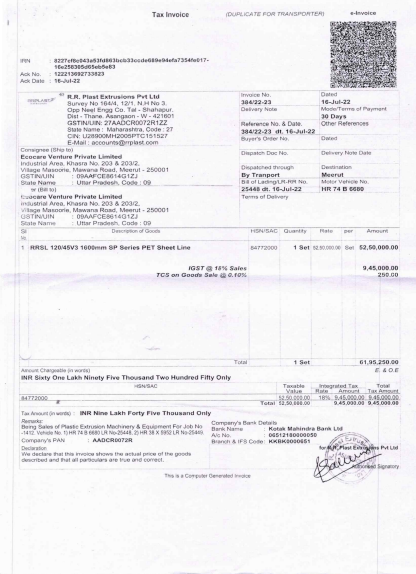 Tax Invoice (DUPLICATE FOR TRANSPORTER) e-Invoice
IRN : 8227ef8c043a53fd863bcb33ccde689e94efa7354fe017-
16e258305d65eb5e83
Ack No. : 122213692733823
Ack Date : 16-Jul-22
R.R. Plast Extrusions Pvt Ltd
Survey No 164/4, 12/1. N.H No 3.
Opp Neel Engg Co. Tal - Shahapur.
Dist - Thane. Asangaon - W - 421601
GSTIN/UIN: 27AADCR0072R1ZZ
State Name : Maharashtra, Code : 27
CIN: U28900MH2005PTC151527
E-Mail : accounts@rrplast.com
Invoice No. Dated
384/22-23 16-Jul-22
Delivery Note Mode/Terms of Payment
30 Days
Reference No. & Date. Other References
384/22-23 dt. 16-Jul-22
Buyer's Order No. Dated
Dispatch Doc No. Delivery Note Date
Dispatched through Destination
By Tranport Meerut
Bill of Lading/LR-RR No. Motor Vehicle No.
25448 dt. 16-Jul-22 HR 74 B 6680
Terms of Delivery
Consignee (Ship to)
Ecocare Venture Private Limited
Industrial Area, Khasra No. 203 & 203/2,
Village Masoorie, Mawana Road, Meerut - 250001
GSTIN/UIN : 09AAFCE8614G1ZJ
State Name : Uttar Pradesh, Code : 09
Buyer (Bill to)
Ecocare Venture Private Limited
Industrial Area, Khasra No. 203 & 203/2,
Village Masoorie, Mawana Road, Meerut - 250001
GSTIN/UIN : 09AAFCE8614G1ZJ
State Name : Uttar Pradesh, Code : 09
Sl Description of Goods HSN/SAC Quantity Rate per Amount
No
1 RRSL 120/45V3 1600mm SP Series PET Sheet Line 84772000 1 Set 52,50,000.00 Set 52,50,000.00
IGST @ 18% Sales 9,45,000.00
TCS on Goods Sale @ 0.10% 250.00
Total 1 Set 61,95,250.00
Amount Chargeable (in words) E. & O.E
INR Sixty One Lakh Ninety Five Thousand Two Hundred Fifty Only
HSN/SAC Taxable Integrated Tax Total
Value Rate Amount Tax Amount
84772000 52,50,000.00 18% 9,45,000.00 9,45,000.00
Total 52,50,000.00 9,45,000.00 9,45,000.00
Tax Amount (in words) : INR Nine Lakh Forty Five Thousand Only
Remarks:
Being Sales of Plastic Extrusion Machinery & Equipment For Job No
-1412, Vehicle No. 1) HR 74 B 6680 LR No-25448, 2) HR 38 X 5952 LR No-25449.
Company's PAN : AADCR0072R
Declaration
We declare that this invoice shows the actual price of the goods
described and that all particulars are true and correct.
Company's Bank Details
Bank Name : Kotak Mahindra Bank Ltd
A/c No. : 06512180000050
Branch & IFS Code : KKBK0000651
for R.R. Plast Extrusions Pvt Ltd
Authorised Signatory
This is a Computer Generated Invoice